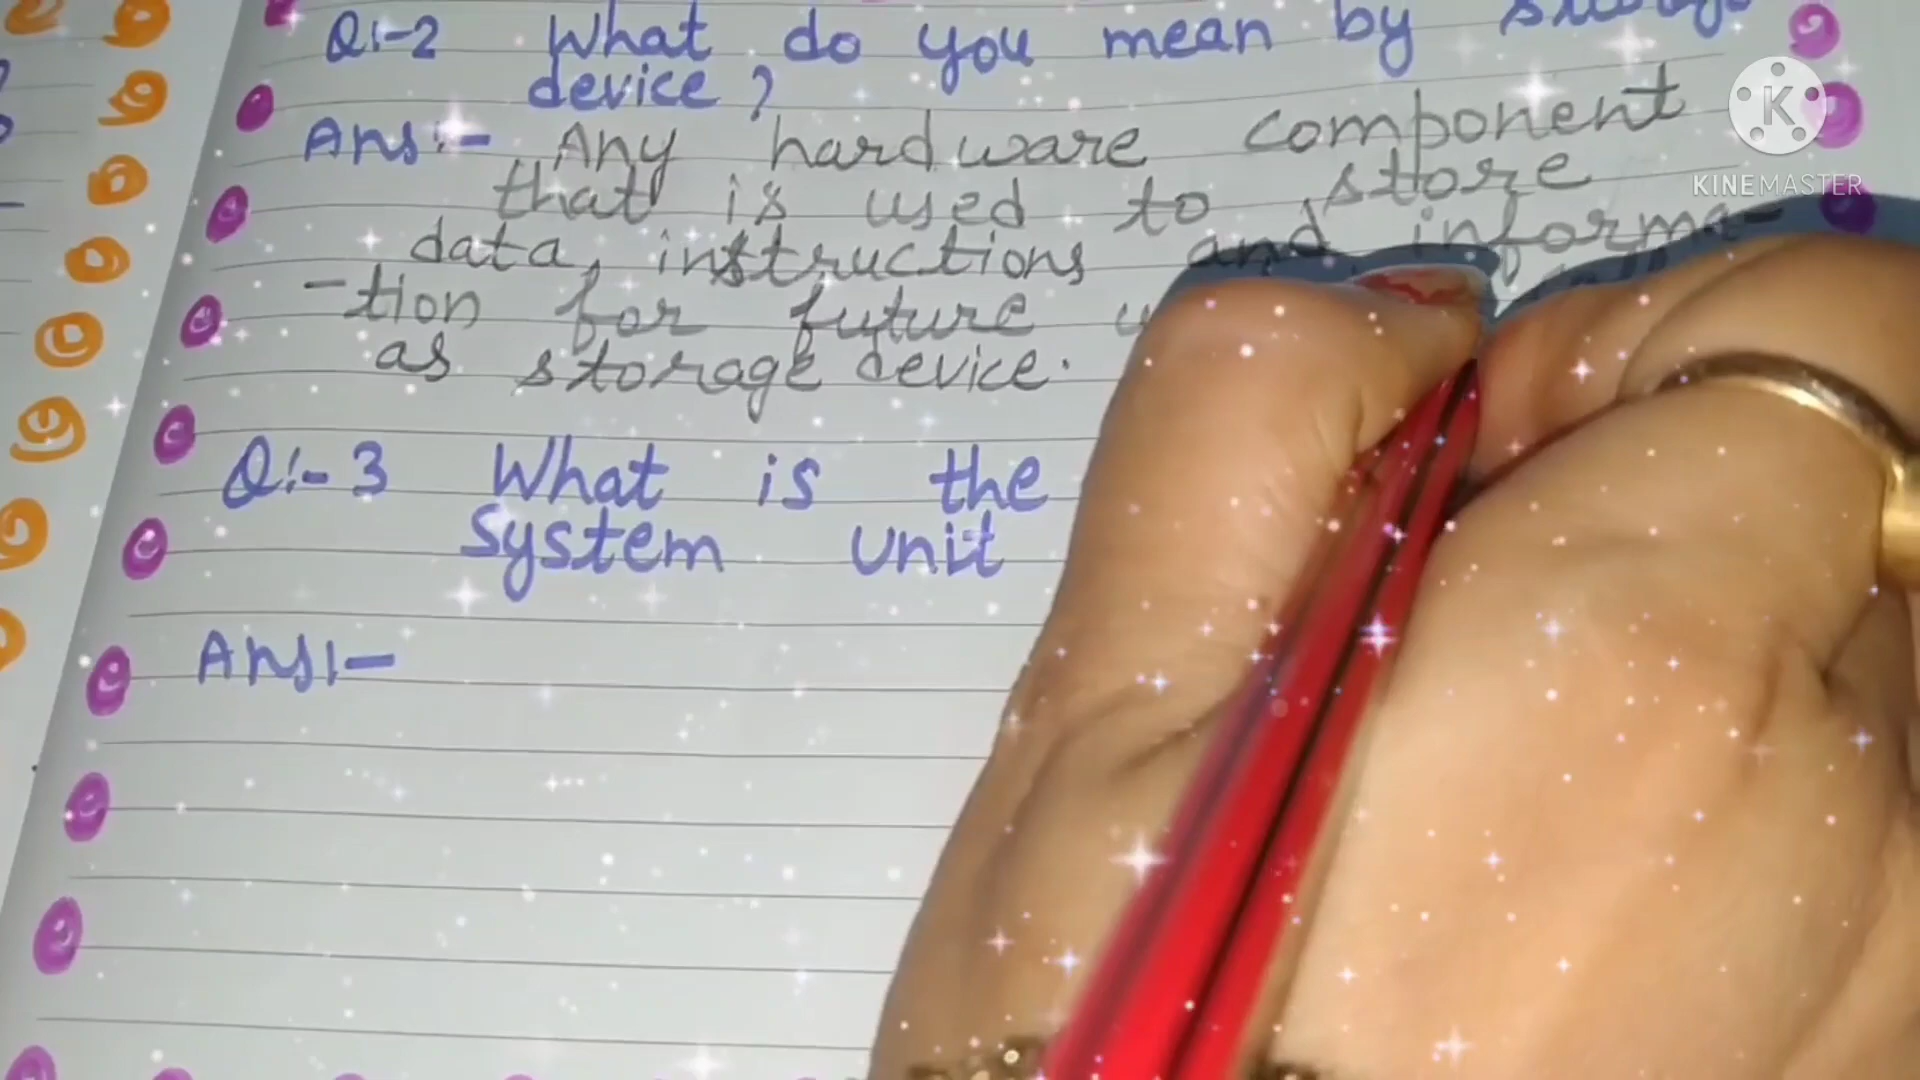 Q:-2 What do you mean by
device?
Ans:- Any hardware component
that is used to store
data, instructions and informa-
-tion for future
as storage device.
Q:-3 What is the
System unit
Ans:-
KINEMASTER